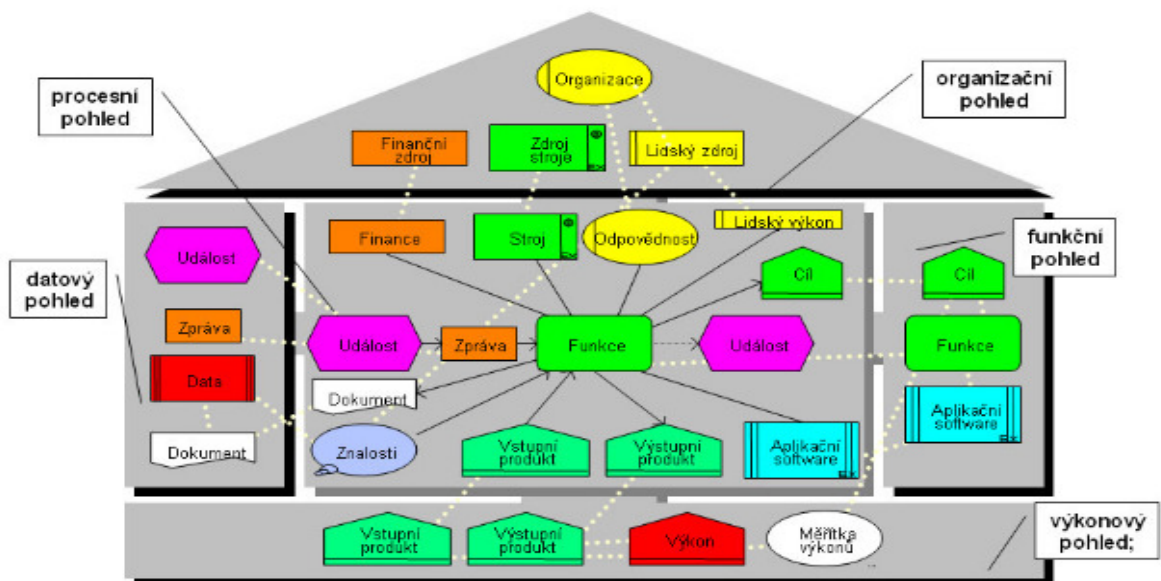 procesní
pohled
organizační
pohled
Organizace
Finanční
zdroj
Zdroj
stroje
Lidský zdroj
datový
pohled
Událost
Zpráva
Data
Dokument
Finance
Stroj
Odpovědnost
Lidský výkon
Cíl
Událost
Zpráva
Funkce
Událost
Dokument
Znalosti
Vstupní
produkt
Výstupní
produkt
Aplikační
software
funkční
pohled
Cíl
Funkce
Aplikační
software
Vstupní
produkt
Výstupní
produkt
Výkon
Měřítka
výkonů
výkonový
pohled;